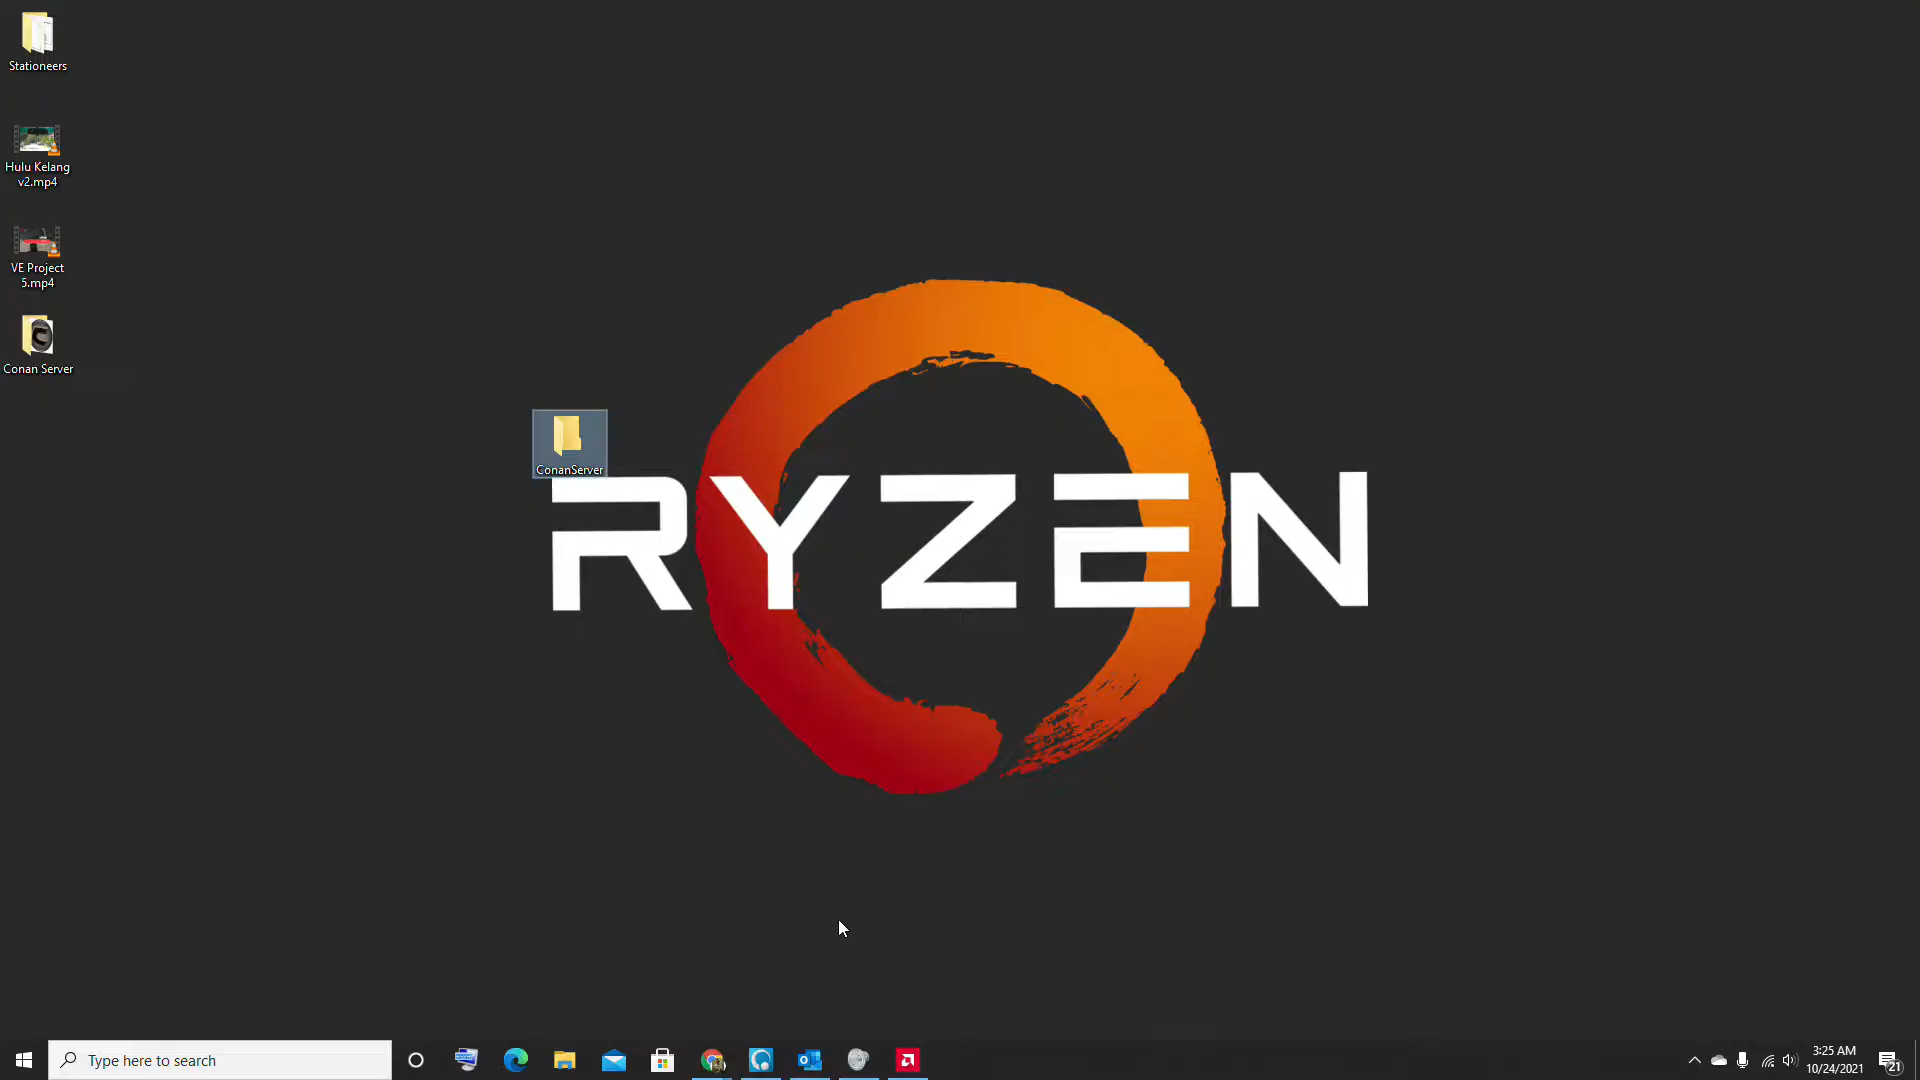 Stationeers
Hulu Kelang
v2.mp4
VE Project
5.mp4
Conan Server
ConanServer
RYZEN
Type here to search
3:25 AM
10/24/2021
21